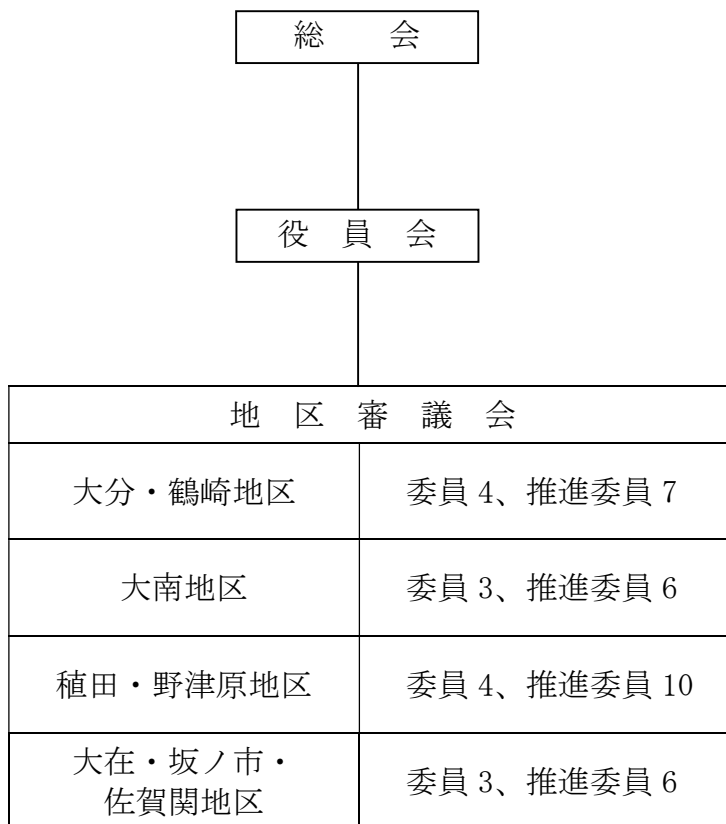 総 会
役 員 会
地 区 審 議 会
大分・鶴崎地区
委員 4、推進委員 7
大南地区
委員 3、推進委員 6
稙田・野津原地区
委員 4、推進委員 10
大在・坂ノ市・
佐賀関地区
委員 3、推進委員 6